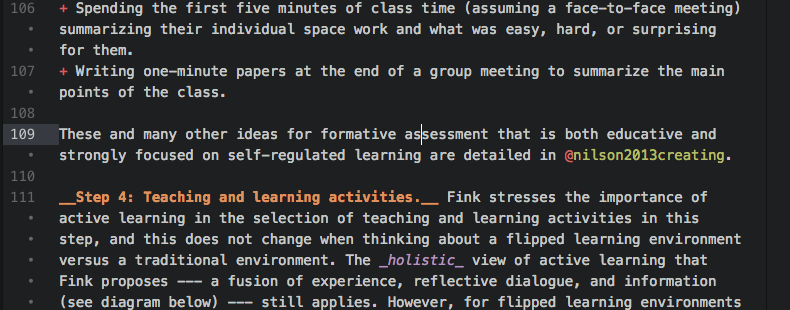 106 + Spending the first five minutes of class time (assuming a face-to-face meeting)
• summarizing their individual space work and what was easy, hard, or surprising
• for them.
107 + Writing one-minute papers at the end of a group meeting to summarize the main
• points of the class.
108
109 These and many other ideas for formative assessment that is both educative and
• strongly focused on self-regulated learning are detailed in @nilson2013creating.
110
111 __Step 4: Teaching and learning activities.__ Fink stresses the importance of
• active learning in the selection of teaching and learning activities in this
• step, and this does not change when thinking about a flipped learning environment
• versus a traditional environment. The _holistic_ view of active learning that
• Fink proposes --- a fusion of experience, reflective dialogue, and information
• (see diagram below) --- still applies. However, for flipped learning environments